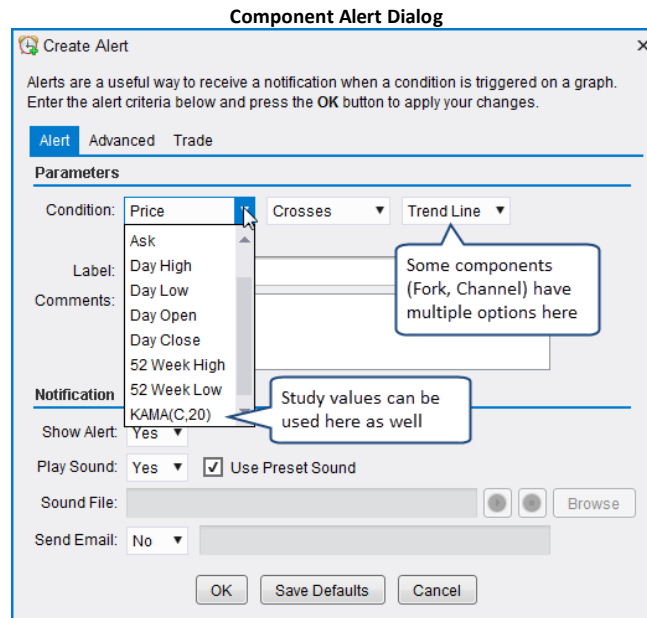 Component Alert Dialog
Create Alert
Alerts are a useful way to receive a notification when a condition is triggered on a graph.
Enter the alert criteria below and press the OK button to apply your changes.
Alert Advanced Trade
Parameters
Condition: Price Crosses Trend Line
Ask
Day High
Day Low
Day Open
Day Close
52 Week High
52 Week Low
KAMA(C,20)
Some components
(Fork, Channel) have
multiple options here
Label:
Comments:
Study values can be
used here as well
Notification
Show Alert: Yes
Play Sound: Yes Use Preset Sound
Sound File: Browse
Send Email: No
OK Save Defaults Cancel